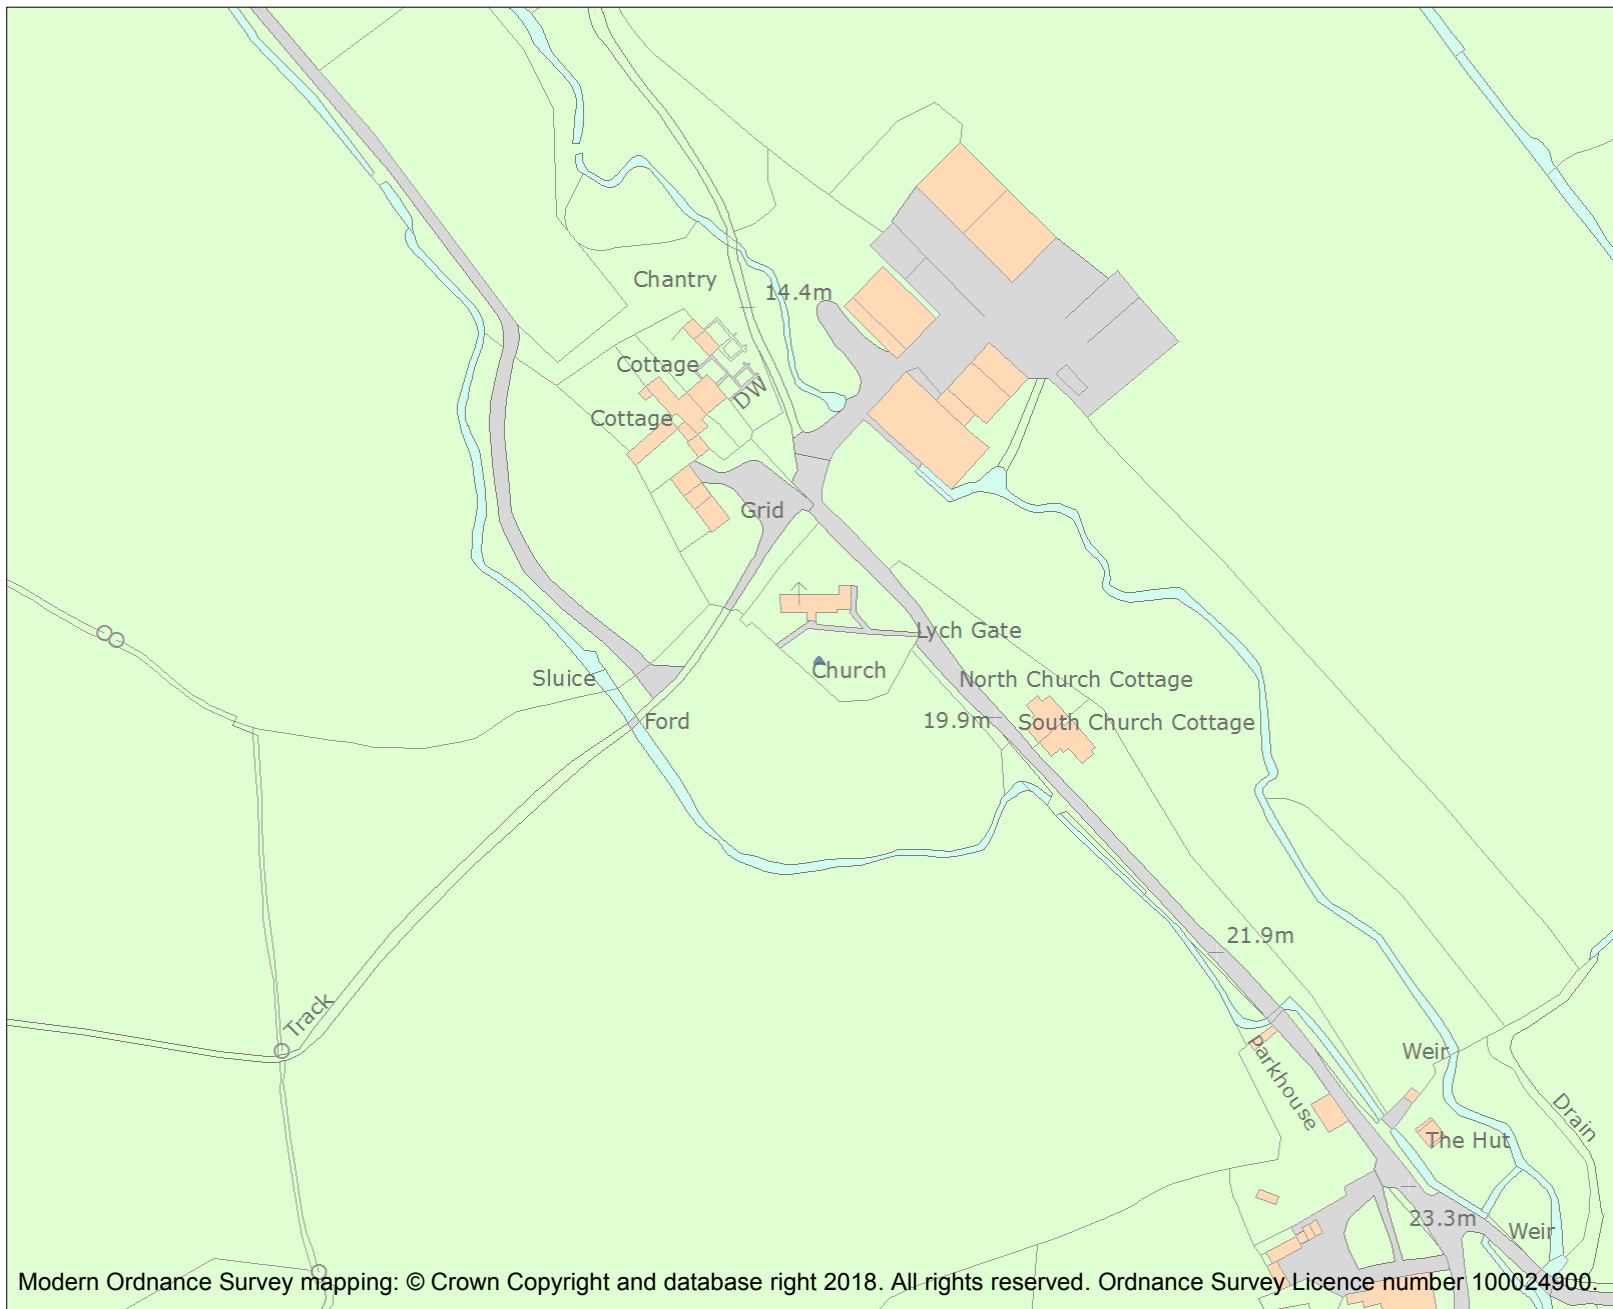 Chantry
14.4m
Cottage
DW
Cottage
Grid
Lych Gate
Church
Sluice
North Church Cottage
Ford
19.9m
South Church Cottage
21.9m
Track
Weir
Parkhouse
Drain
The Hut
23.3m
Weir
Modern Ordnance Survey mapping: © Crown Copyright and database right 2018. All rights reserved. Ordnance Survey Licence number 100024900.